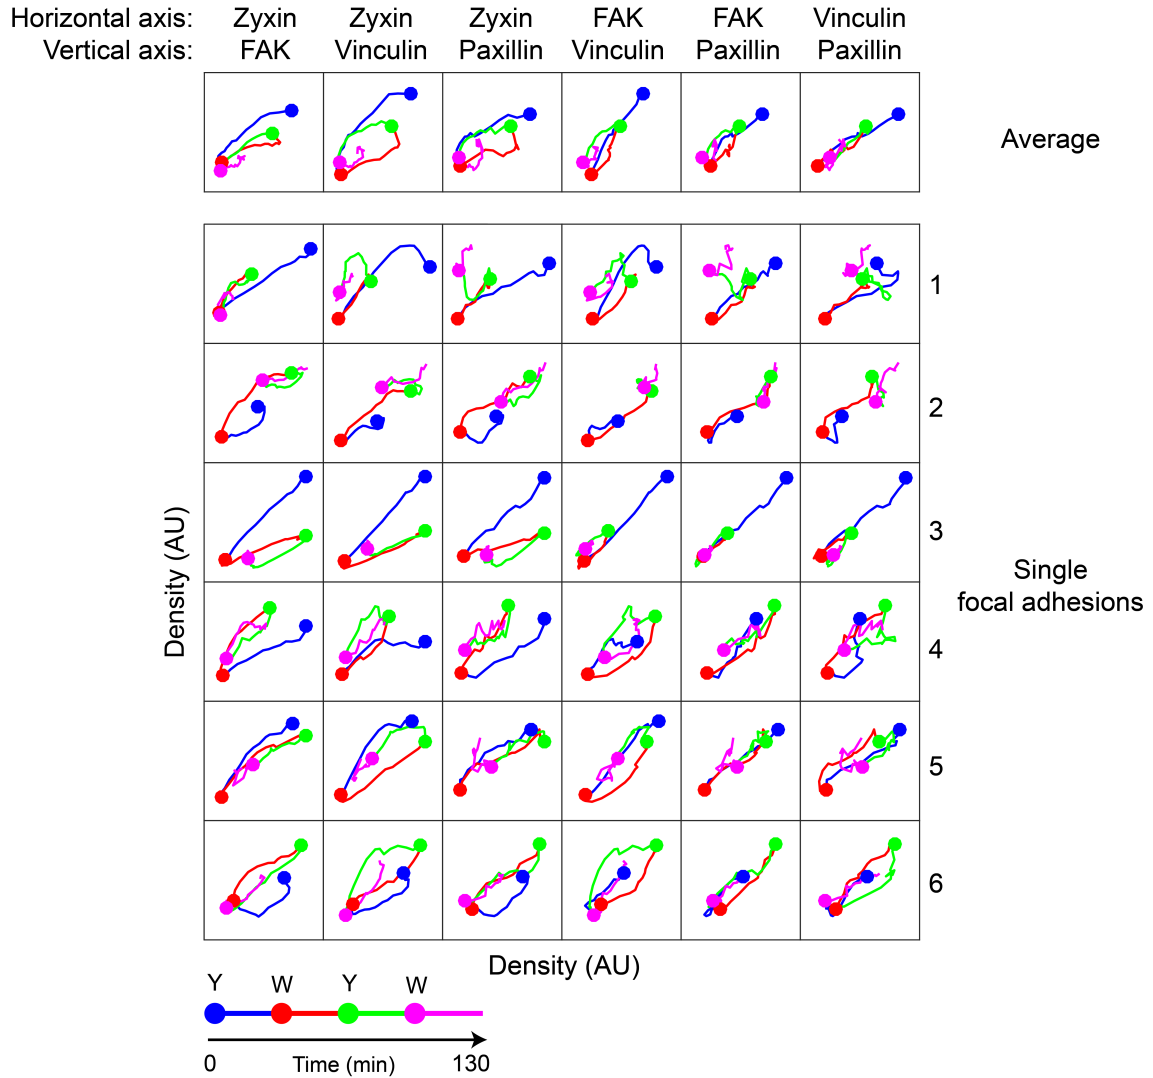 Horizontal axis: Zyxin Zyxin Zyxin FAK FAK Vinculin
Vertical axis: FAK Vinculin Paxillin Vinculin Paxillin Paxillin
Average
1
2
3
4
5
6
Density (AU)
Single
focal adhesions
Density (AU)
Y W Y W
0 Time (min) 130